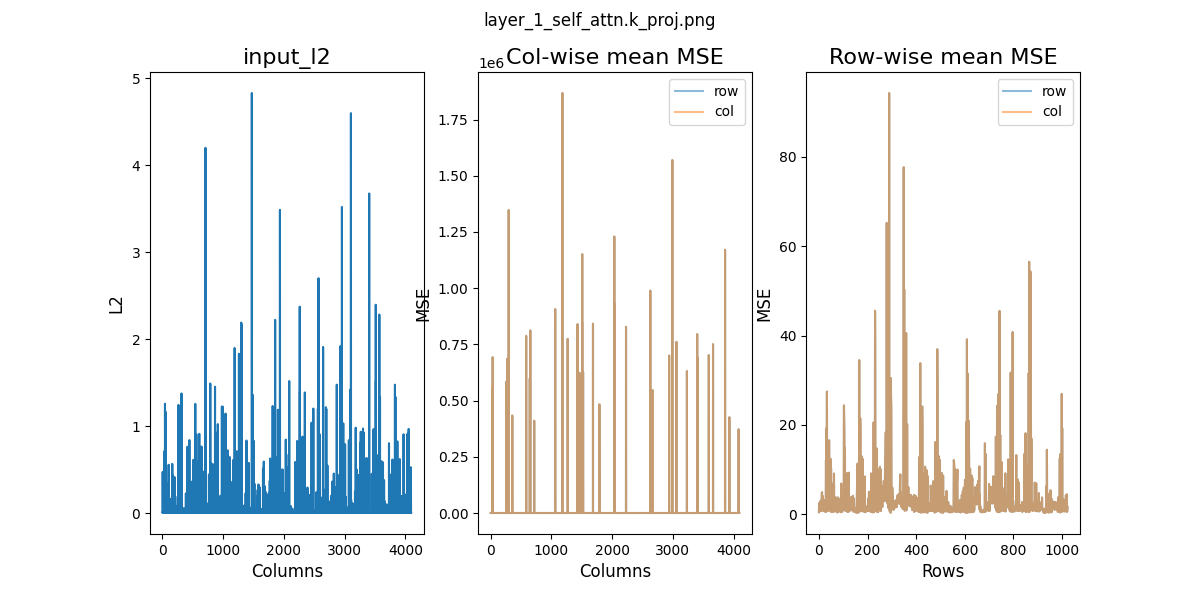 layer_1_self_attn.k_proj.png
input_l2
L2
5
4
3
2
1
0
0 1000 2000 3000 4000
Columns
1e6
Col-wise mean MSE
MSE
row
col
1.75
1.50
1.25
1.00
0.75
0.50
0.25
0.00
0 1000 2000 3000 4000
Columns
Row-wise mean MSE
MSE
row
col
80
60
40
20
0
0 200 400 600 800 1000
Rows